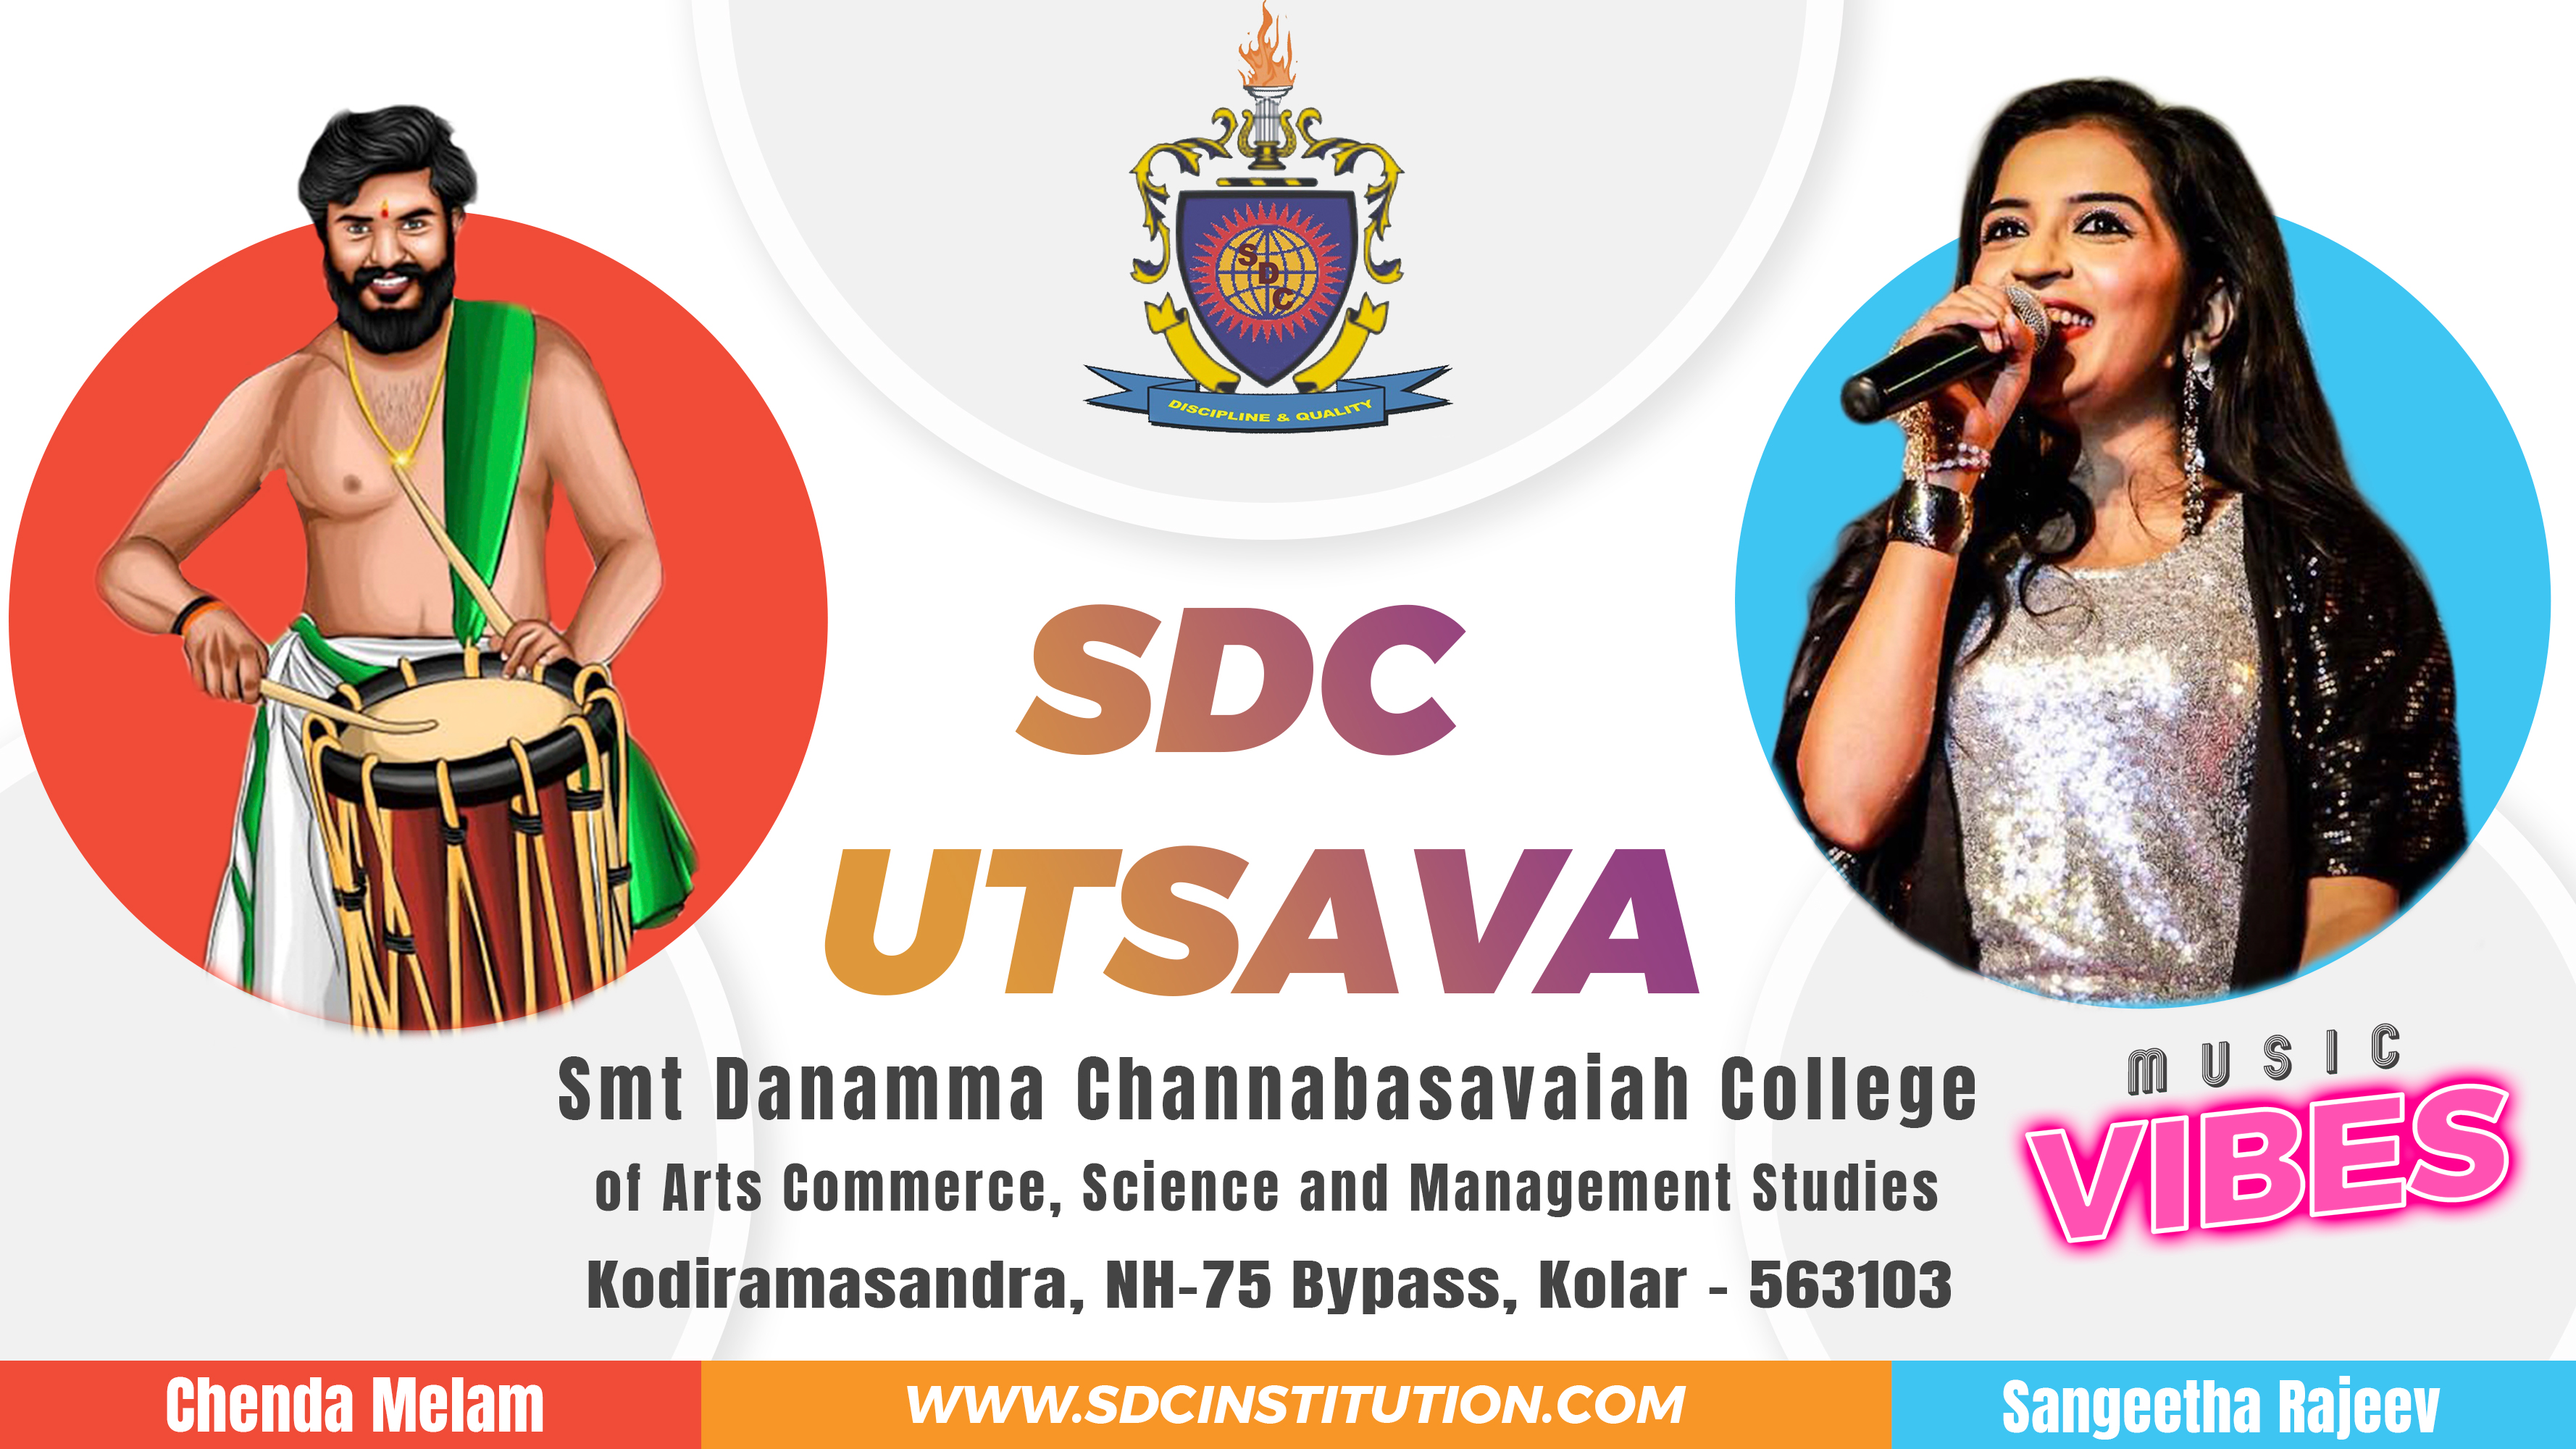 S
D
C
DISCIPLINE & QUALITY
SDC
UTSAVA
Smt Danamma Channabasavaiah College
of Arts Commerce, Science and Management Studies
Kodiramasandra, NH-75 Bypass, Kolar - 563103
MUSIC
VIBES
Chenda Melam
WWW.SDCINSTITUTION.COM
Sangeetha Rajeev